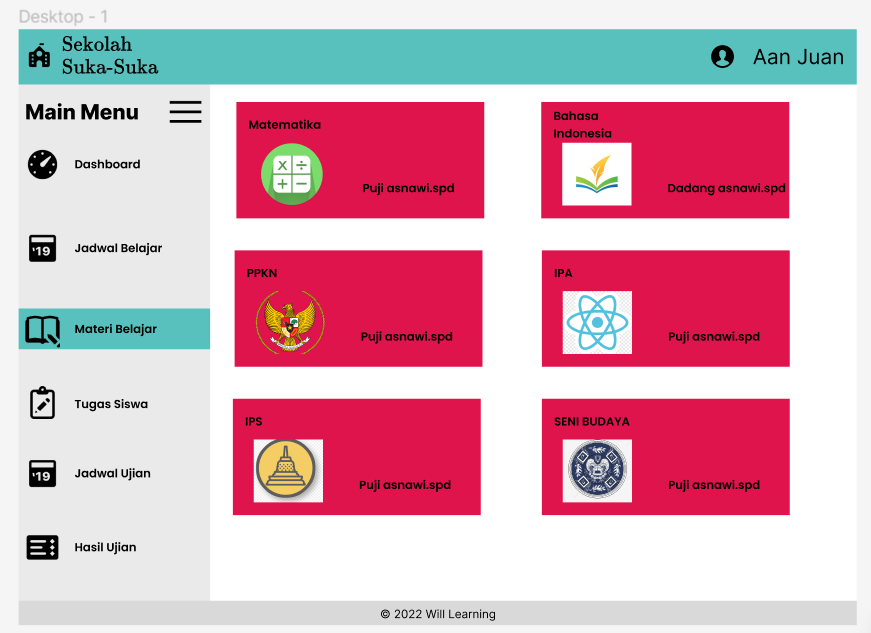 Desktop - 1
Sekolah
Suka-Suka
Aan Juan
Main Menu
Dashboard
'19
Jadwal Belajar
Materi Belajar
Tugas Siswa
'19
Jadwal Ujian
Hasil Ujian
Matematika
Puji asnawi.spd
Bahasa
Indonesia
Dadang asnawi.spd
PPKN
Puji asnawi.spd
IPA
Puji asnawi.spd
IPS
Puji asnawi.spd
SENI BUDAYA
Puji asnawi.spd
© 2022 Will Learning